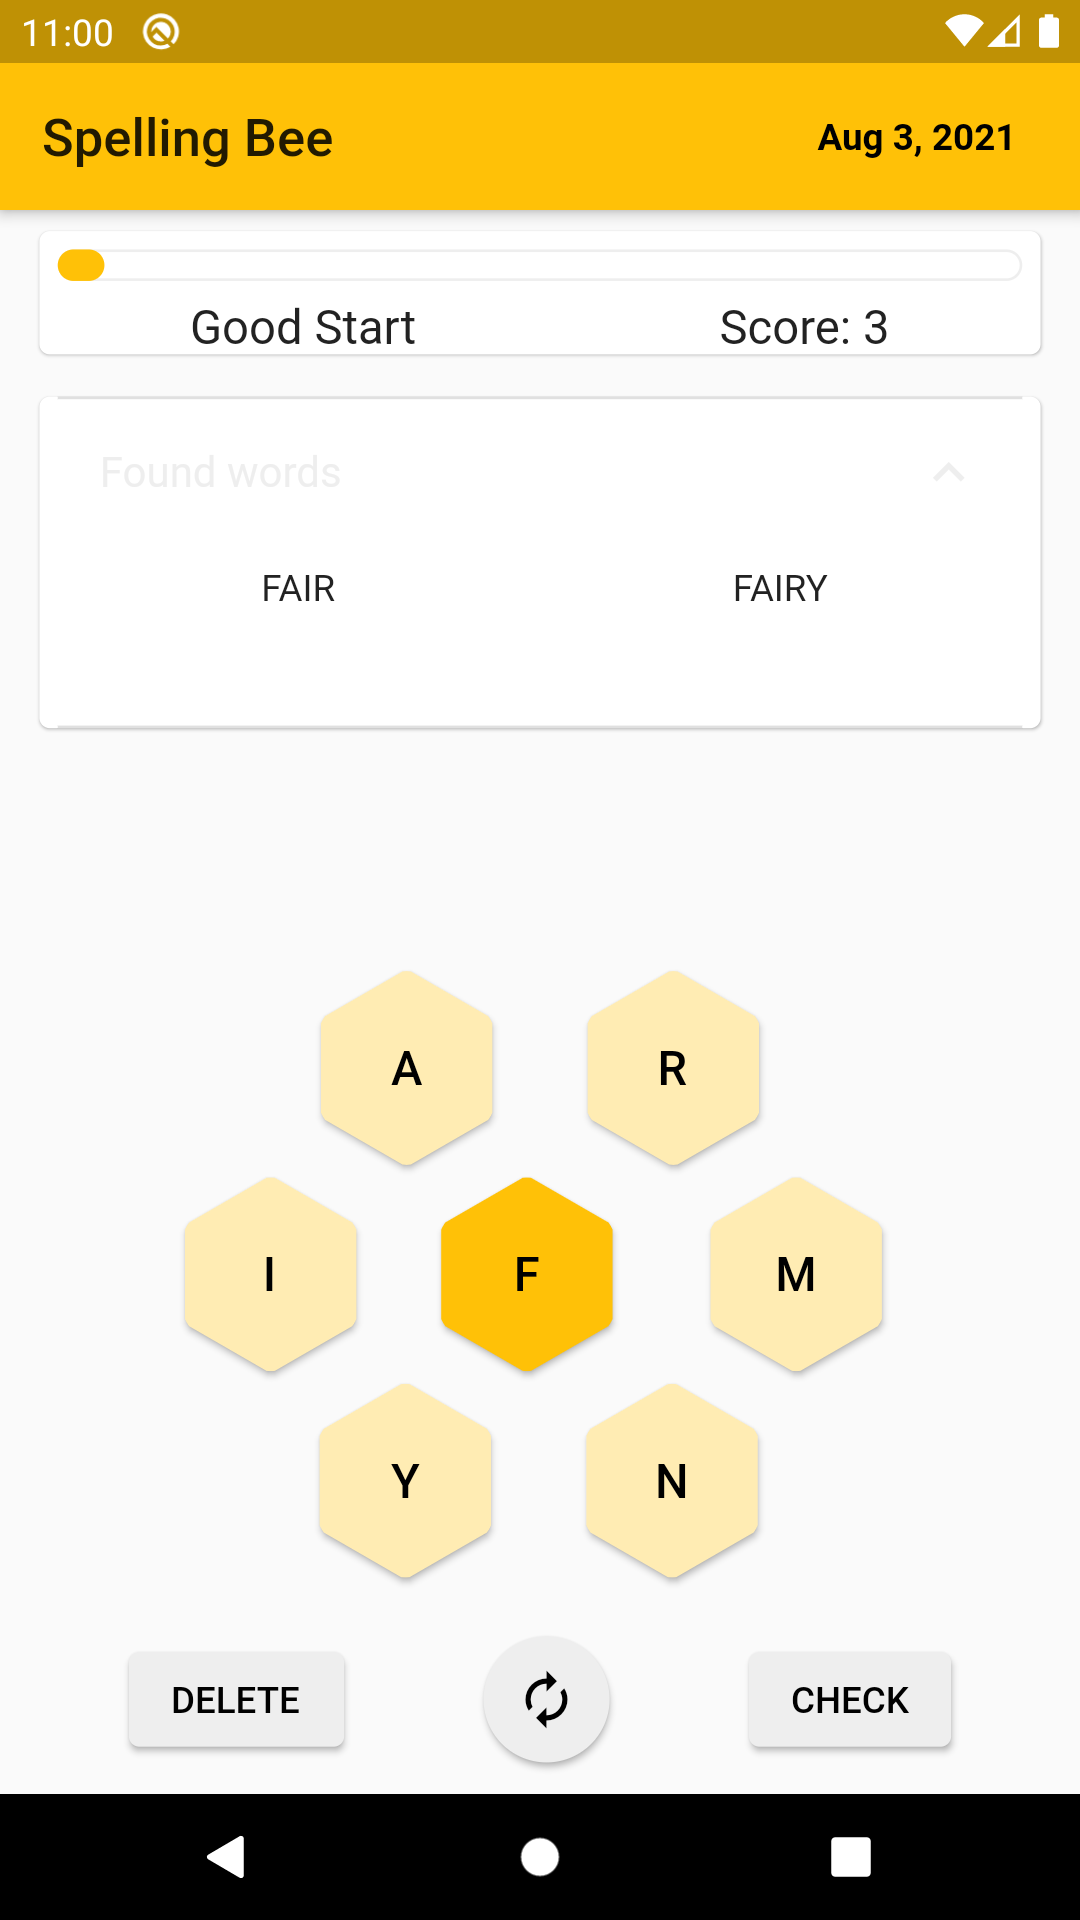 11:00
Spelling Bee
Aug 3, 2021
Good Start
Score: 3
Found words
FAIR
FAIRY
A
R
I
F
M
Y
N
DELETE
CHECK